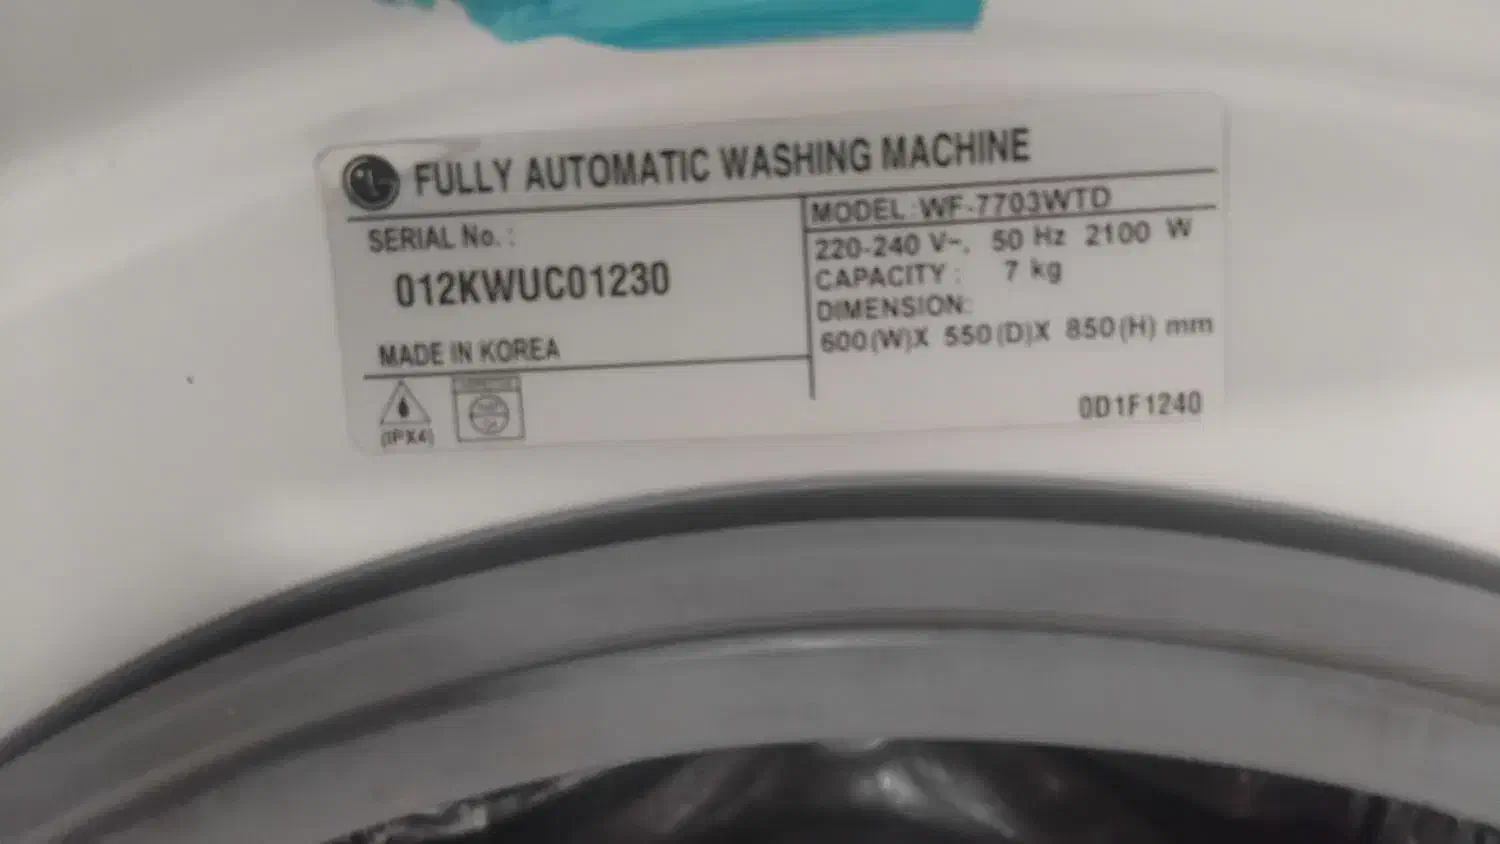 FULLY AUTOMATIC WASHING MACHINE
SERIAL No. :
012KWUC01230
MADE IN KOREA
(IPX4)
MODEL : WF-7703WTD
220-240 V~, 50 Hz 2100 W
CAPACITY : 7 kg
DIMENSION:
600(W)X 550(D)X 850(H) mm
0D1F1240